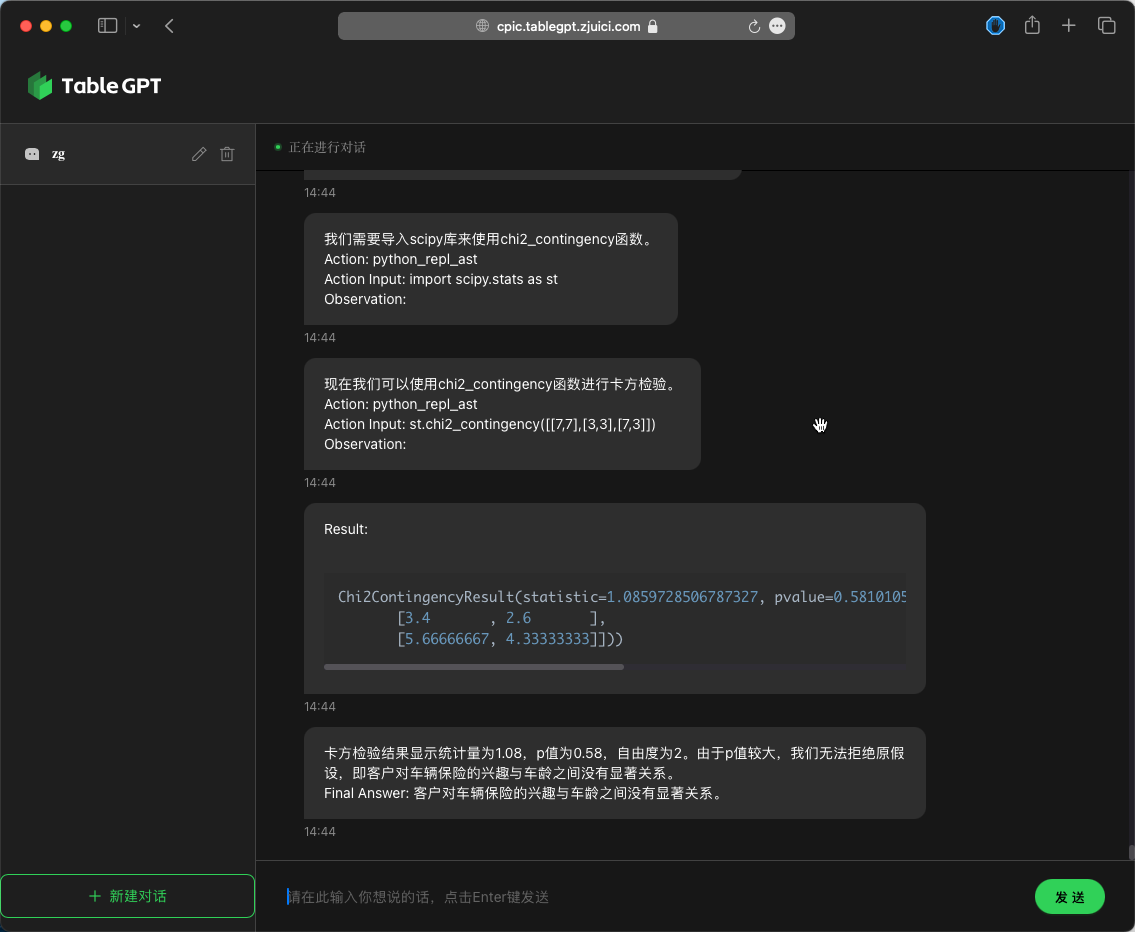 cpic.tablegpt.zjuici.com
TableGPT
zg
正在进行对话
14:44
我们需要导入scipy库来使用chi2_contingency函数。
Action: python_repl_ast
Action Input: import scipy.stats as st
Observation:
14:44
现在我们可以使用chi2_contingency函数进行卡方检验。
Action: python_repl_ast
Action Input: st.chi2_contingency([[7,7],[3,3],[7,3]])
Observation:
14:44
Result:
Chi2ContingencyResult(statistic=1.0859728506787327, pvalue=0.5810105
[3.4 , 2.6 ],
[5.66666667, 4.33333333]]))
14:44
卡方检验结果显示统计量为1.08，p值为0.58，自由度为2。由于p值较大，我们无法拒绝原假
设，即客户对车辆保险的兴趣与车龄之间没有显著关系。
Final Answer: 客户对车辆保险的兴趣与车龄之间没有显著关系。
14:44
新建对话
请在此输入你想说的话，点击Enter键发送
发 送